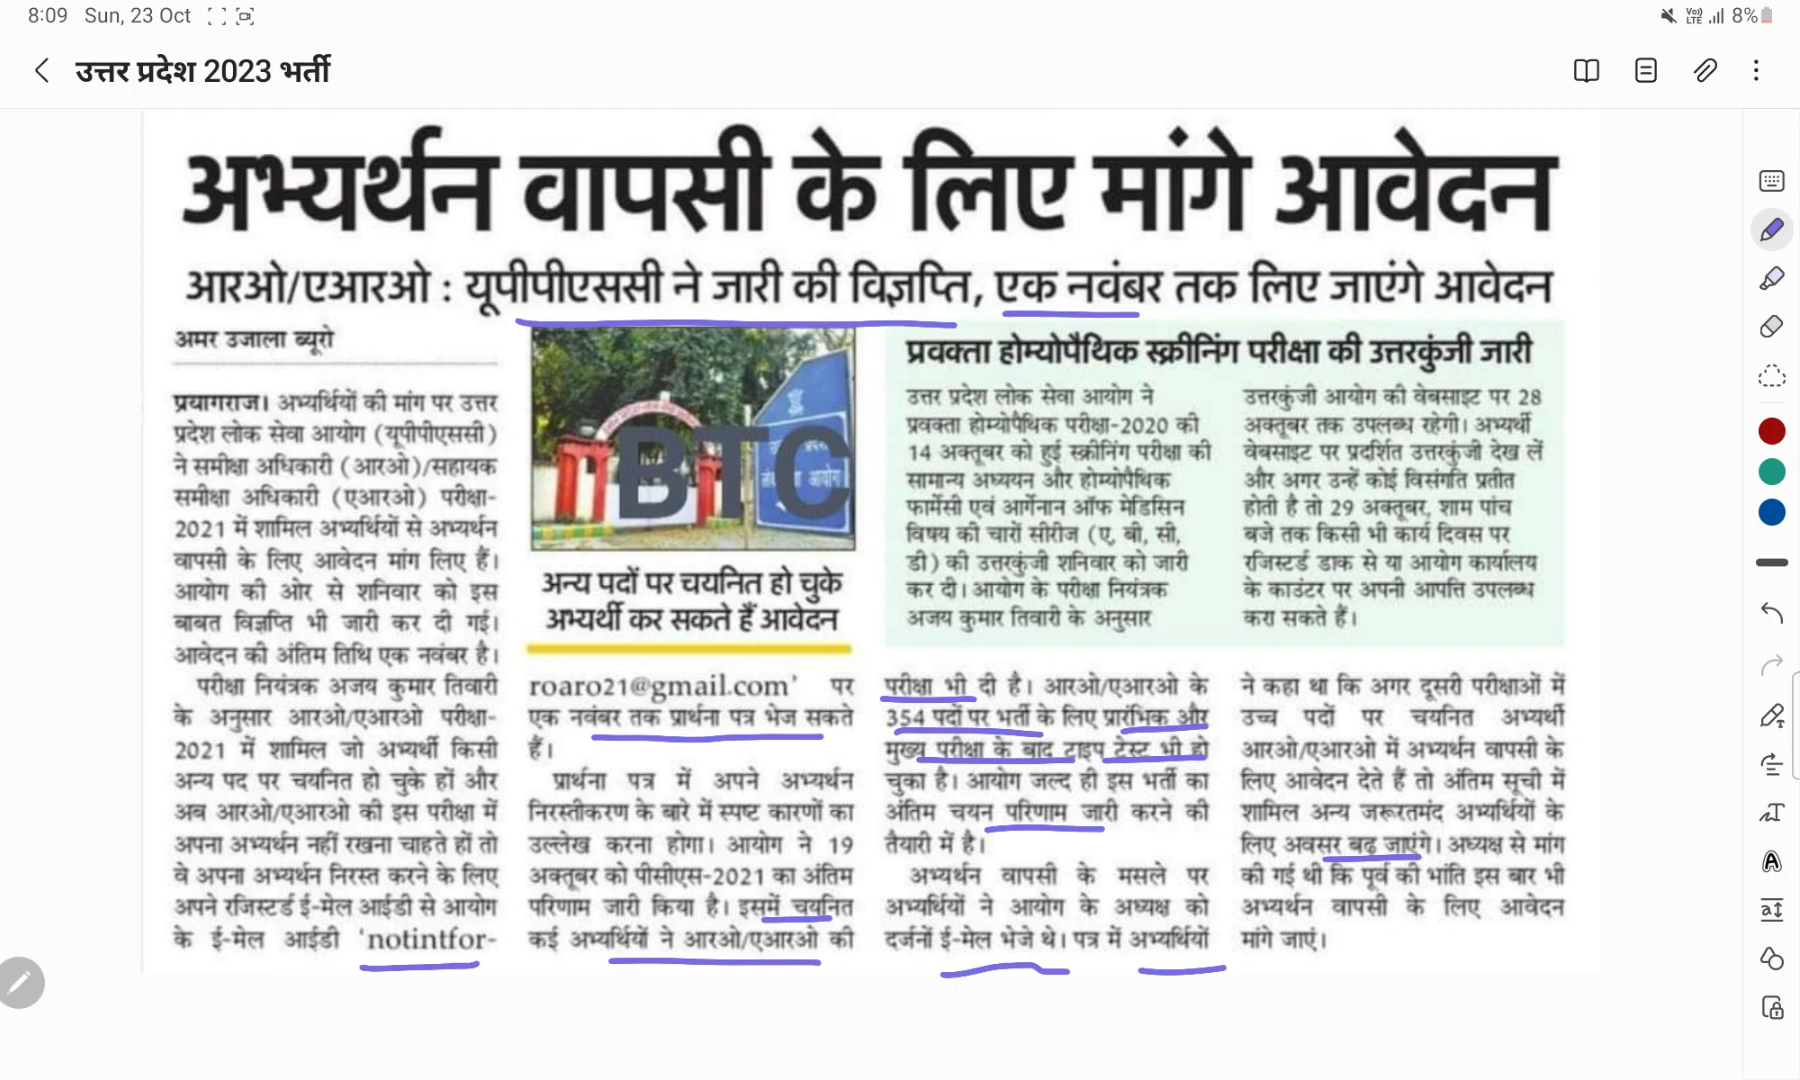 8:09 Sun, 23 Oct
8%
उत्तर प्रदेश 2023 भर्ती
अभ्यर्थन वापसी के लिए मांगे आवेदन
आरओ/एआरओ : यूपीपीएससी ने जारी की विज्ञप्ति, एक नवंबर तक लिए जाएंगे आवेदन
अमर उजाला ब्यूरो
प्रयागराज। अभ्यर्थियों की मांग पर उत्तर
प्रदेश लोक सेवा आयोग (यूपीपीएससी)
ने समीक्षा अधिकारी (आरओ)/सहायक
समीक्षा अधिकारी (एआरओ) परीक्षा-
2021 में शामिल अभ्यर्थियों से अभ्यर्थन
वापसी के लिए आवेदन मांग लिए हैं।
आयोग की ओर से शनिवार को इस
बाबत विज्ञप्ति भी जारी कर दी गई।
आवेदन की अंतिम तिथि एक नवंबर है।
परीक्षा नियंत्रक अजय कुमार तिवारी
के अनुसार आरओ/एआरओ परीक्षा-
2021 में शामिल जो अभ्यर्थी किसी
अन्य पद पर चयनित हो चुके हों और
अब आरओ/एआरओ की इस परीक्षा में
अपना अभ्यर्थन नहीं रखना चाहते हों तो
वे अपना अभ्यर्थन निरस्त करने के लिए
अपने रजिस्टर्ड ई-मेल आईडी से आयोग
के ई-मेल आईडी 'notintfor-
BTC
अन्य पदों पर चयनित हो चुके
अभ्यर्थी कर सकते हैं आवेदन
roaro21@gmail.com' पर
एक नवंबर तक प्रार्थना पत्र भेज सकते
हैं।
प्रार्थना पत्र में अपने अभ्यर्थन
निरस्तीकरण के बारे में स्पष्ट कारणों का
उल्लेख करना होगा। आयोग ने 19
अक्तूबर को पीसीएस-2021 का अंतिम
परिणाम जारी किया है। इसमें चयनित
कई अभ्यर्थियों ने आरओ/एआरओ की
प्रवक्ता होम्योपैथिक स्क्रीनिंग परीक्षा की उत्तरकुंजी जारी
उत्तर प्रदेश लोक सेवा आयोग ने
प्रवक्ता होम्योपैथिक परीक्षा-2020 की
14 अक्तूबर को हुई स्क्रीनिंग परीक्षा की
सामान्य अध्ययन और होम्योपैथिक
फार्मेसी एवं आर्गेनान ऑफ मेडिसिन
विषय की चारों सीरीज (ए, बी, सी,
डी) की उत्तरकुंजी शनिवार को जारी
कर दी। आयोग के परीक्षा नियंत्रक
अजय कुमार तिवारी के अनुसार
उत्तरकुंजी आयोग की वेबसाइट पर 28
अक्तूबर तक उपलब्ध रहेगी। अभ्यर्थी
वेबसाइट पर प्रदर्शित उत्तरकुंजी देख लें
और अगर उन्हें कोई विसंगति प्रतीत
होती है तो 29 अक्तूबर, शाम पांच
बजे तक किसी भी कार्य दिवस पर
रजिस्टर्ड डाक से या आयोग कार्यालय
के काउंटर पर अपनी आपत्ति उपलब्ध
करा सकते हैं।
परीक्षा भी दी है। आरओ/एआरओ के
354 पदों पर भर्ती के लिए प्रारंभिक और
मुख्य परीक्षा के बाद टाइप टेस्ट भी हो
चुका है। आयोग जल्द ही इस भर्ती का
अंतिम चयन परिणाम जारी करने की
तैयारी में है।
अभ्यर्थन वापसी के मसले पर
अभ्यर्थियों ने आयोग के अध्यक्ष को
दर्जनों ई-मेल भेजे थे। पत्र में अभ्यर्थियों
ने कहा था कि अगर दूसरी परीक्षाओं में
उच्च पदों पर चयनित अभ्यर्थी
आरओ/एआरओ में अभ्यर्थन वापसी के
लिए आवेदन देते हैं तो अंतिम सूची में
शामिल अन्य जरूरतमंद अभ्यर्थियों के
लिए अवसर बढ़ जाएंगे। अध्यक्ष से मांग
की गई थी कि पूर्व की भांति इस बार भी
अभ्यर्थन वापसी के लिए आवेदन
मांगे जाएं।